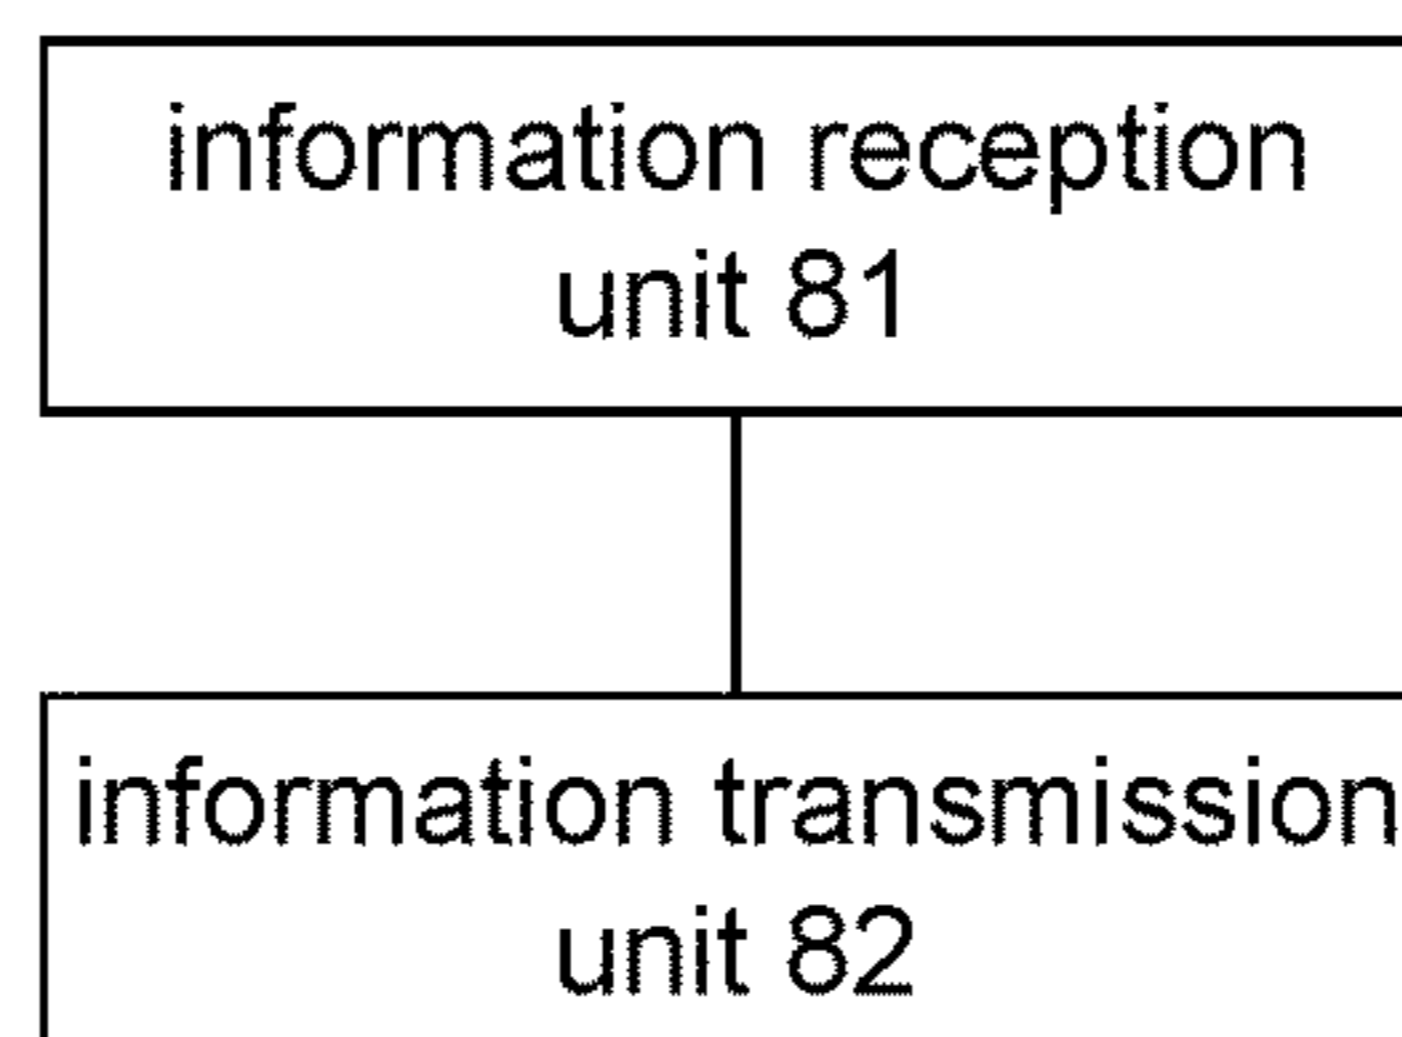 information reception
unit 81
information transmission
unit 82